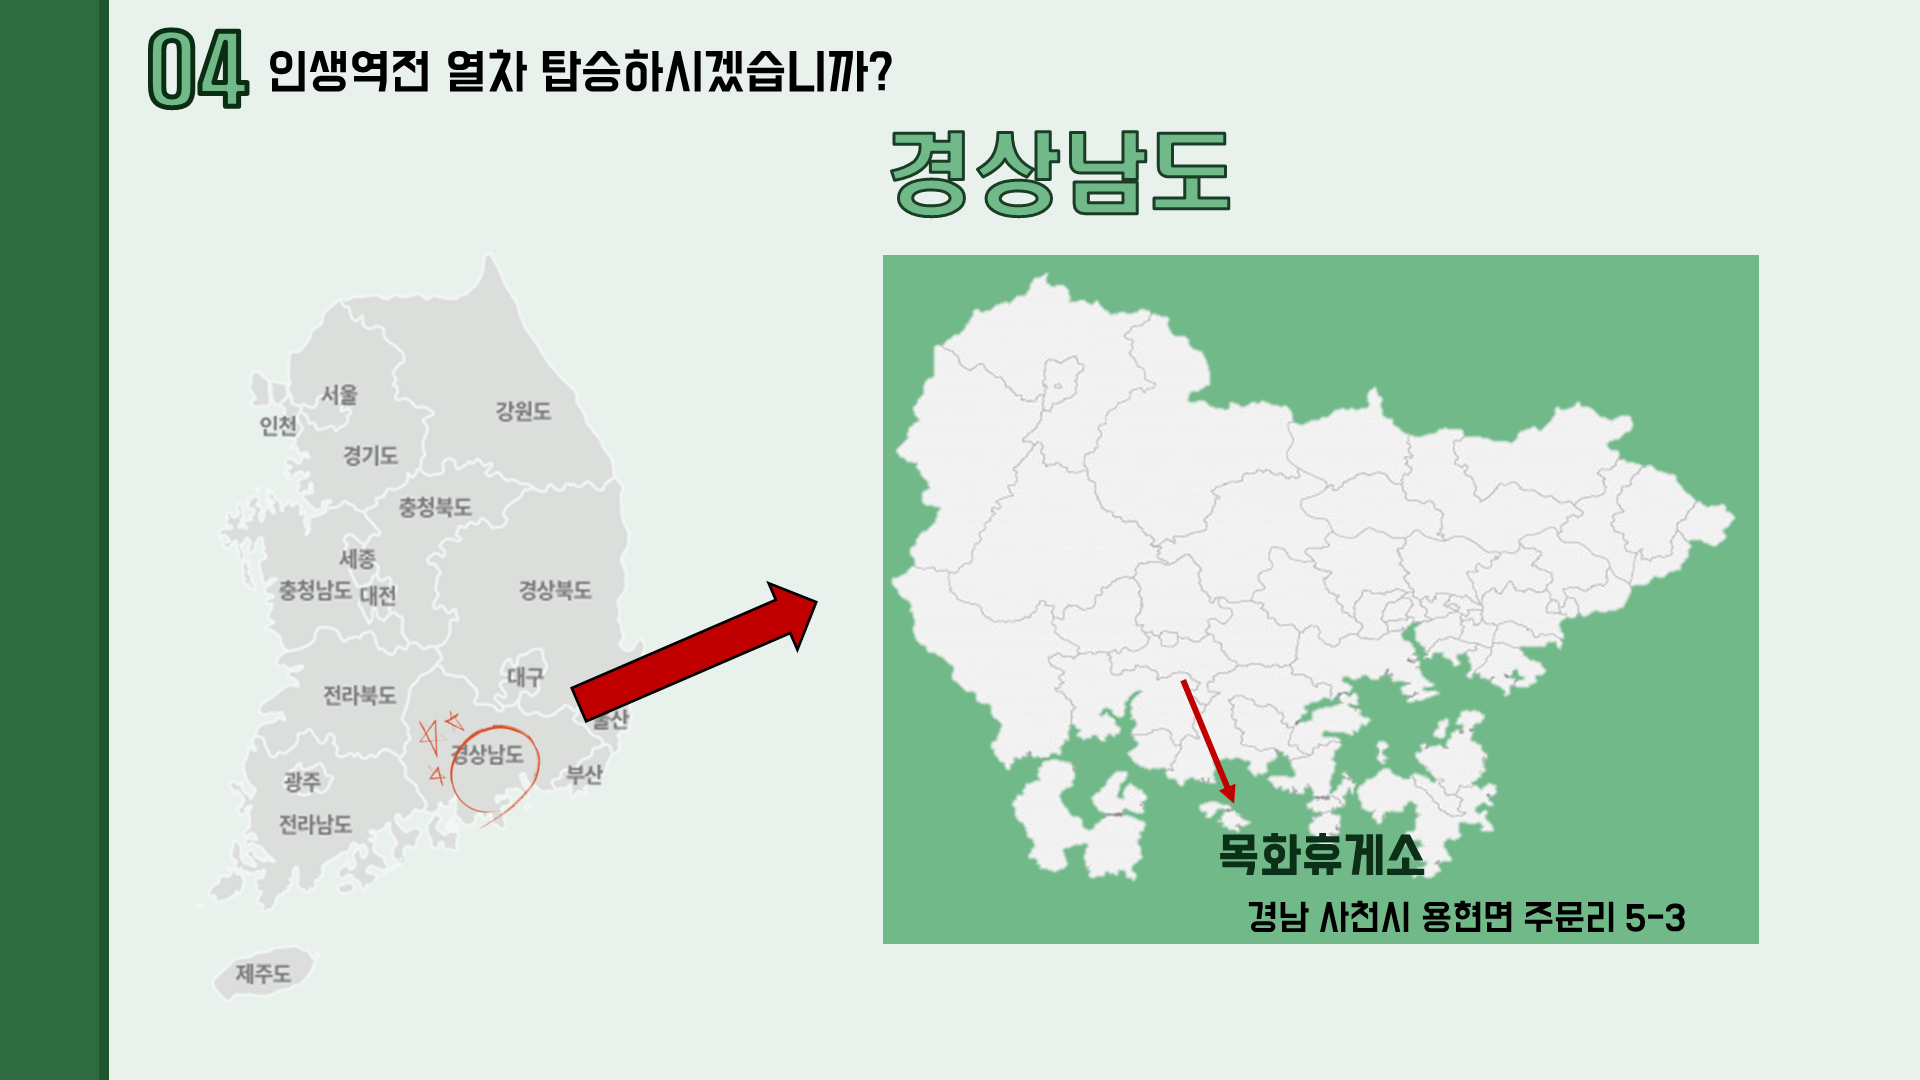 04 인생역전 열차 탑승하시겠습니까?
경상남도
서울
강원도
인천
경기도
충청북도
세종
충청남도 대전
경상북도
대구
전라북도
울산
경상남도
광주
부산
전라남도
제주도
목화휴게소
경남 사천시 용현면 주문리 5-3